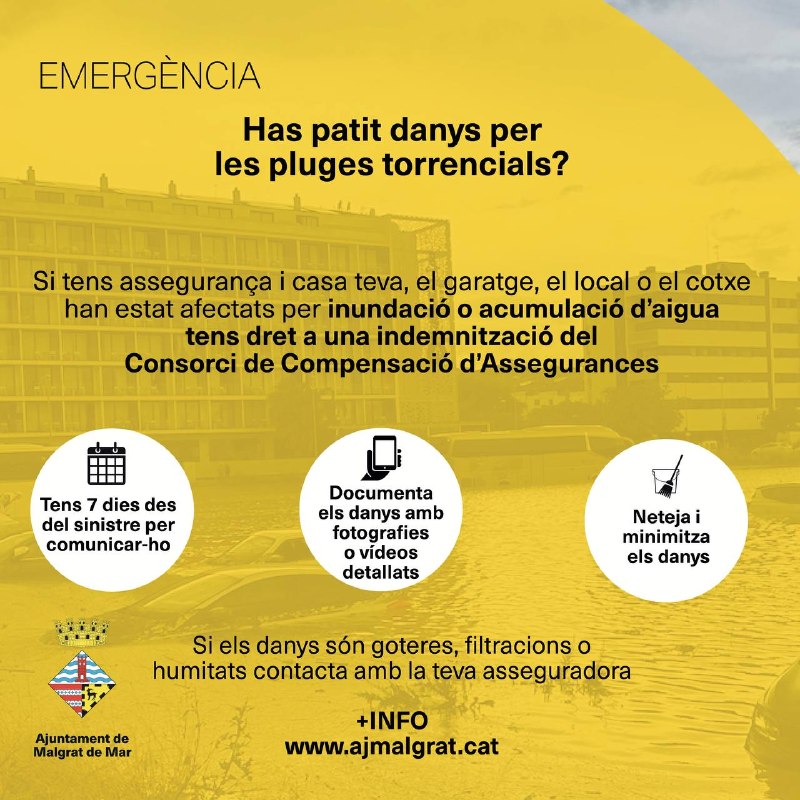 EMERGÈNCIA
Has patit danys per
les pluges torrencials?
Si tens assegurança i casa teva, el garatge, el local o el cotxe
han estat afectats per inundació o acumulació d'aigua
tens dret a una indemnització del
Consorci de Compensació d'Assegurances
Tens 7 dies des
del sinistre per
comunicar-ho
Documenta
els danys amb
fotografies
o vídeos
detallats
Neteja i
minimitza
els danys
Si els danys són goteres, filtracions o
humitats contacta amb la teva asseguradora
Ajuntament de
Malgrat de Mar
+INFO
www.ajmalgrat.cat